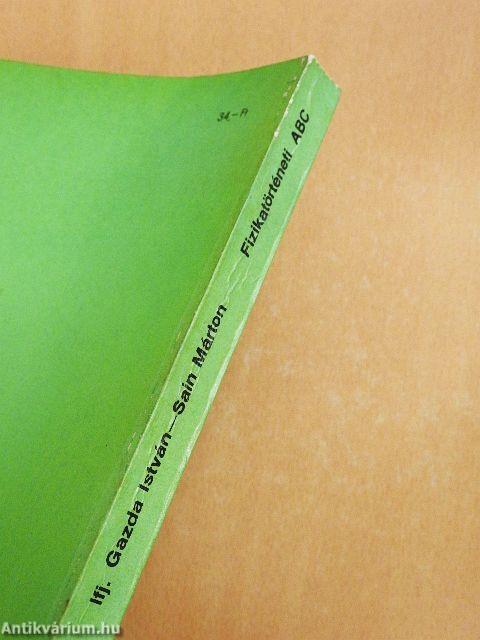 34-A
Ifj. Gazda István—Sain Márton Fizikatörténeti ABC
Antikvárium.hu